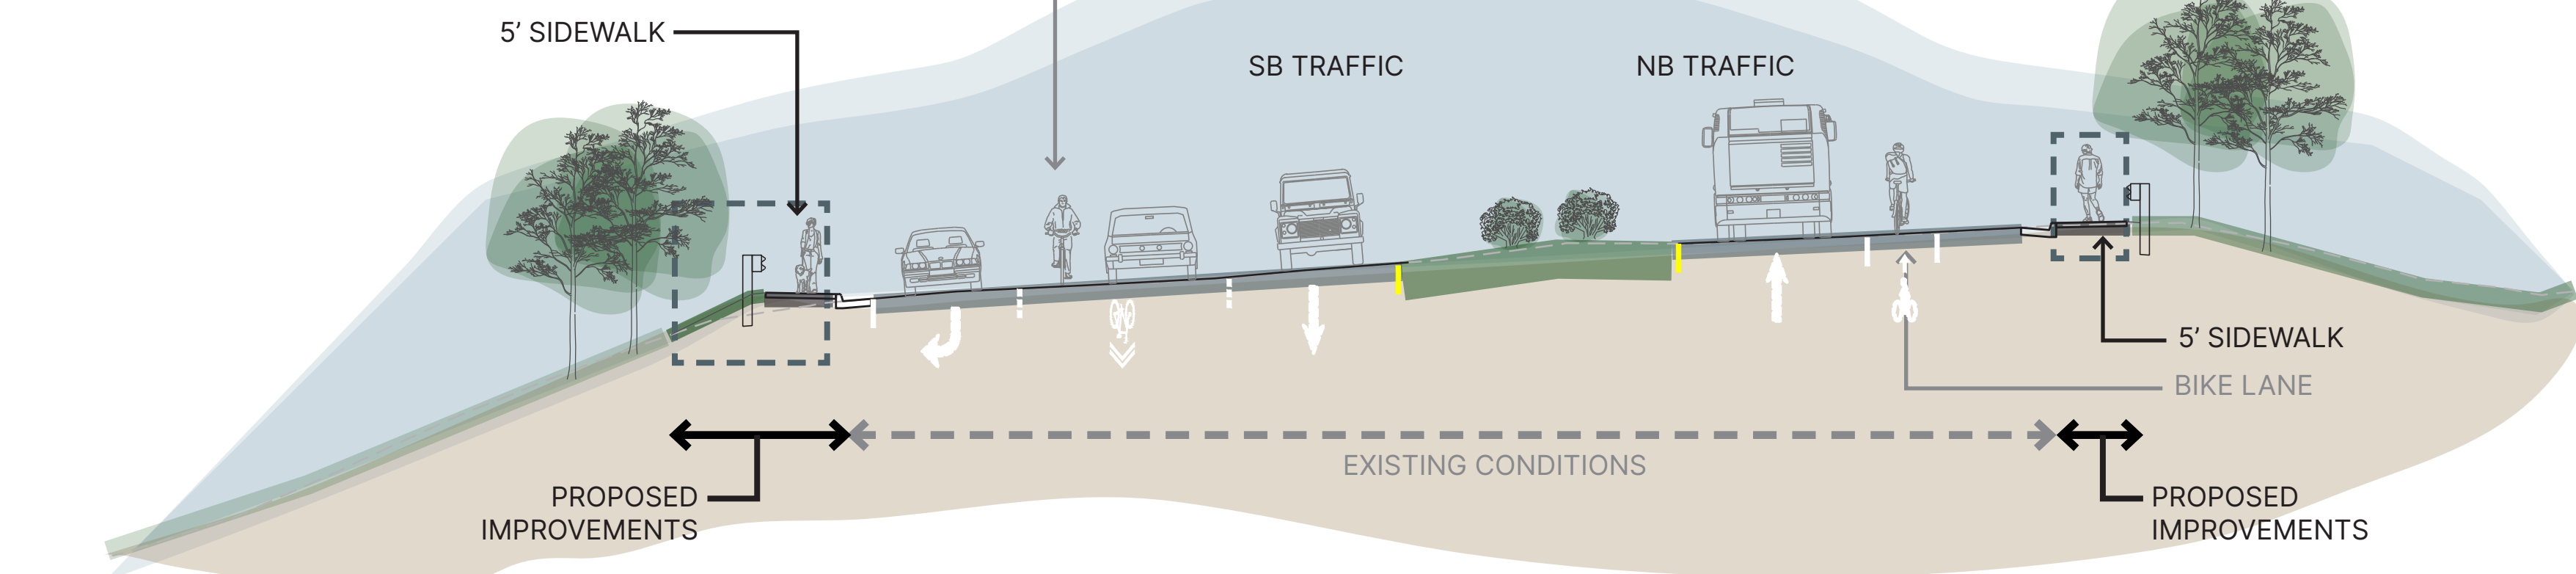 5’ SIDEWALK
SB TRAFFIC
NB TRAFFIC
5’ SIDEWALK
BIKE LANE
EXISTING CONDITIONS
PROPOSED
IMPROVEMENTS
PROPOSED
IMPROVEMENTS